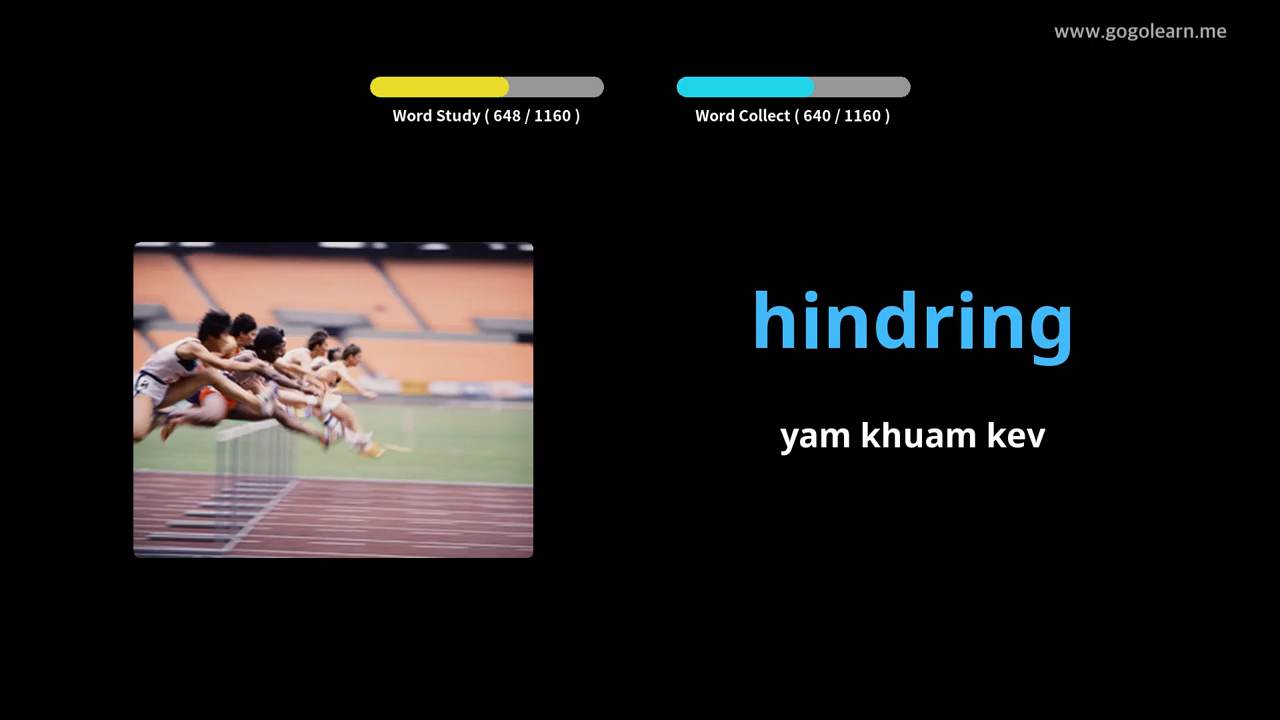 www.gogolearn.me
Word Study ( 648 / 1160 )
Word Collect ( 640 / 1160 )
hindring
yam khuam kev